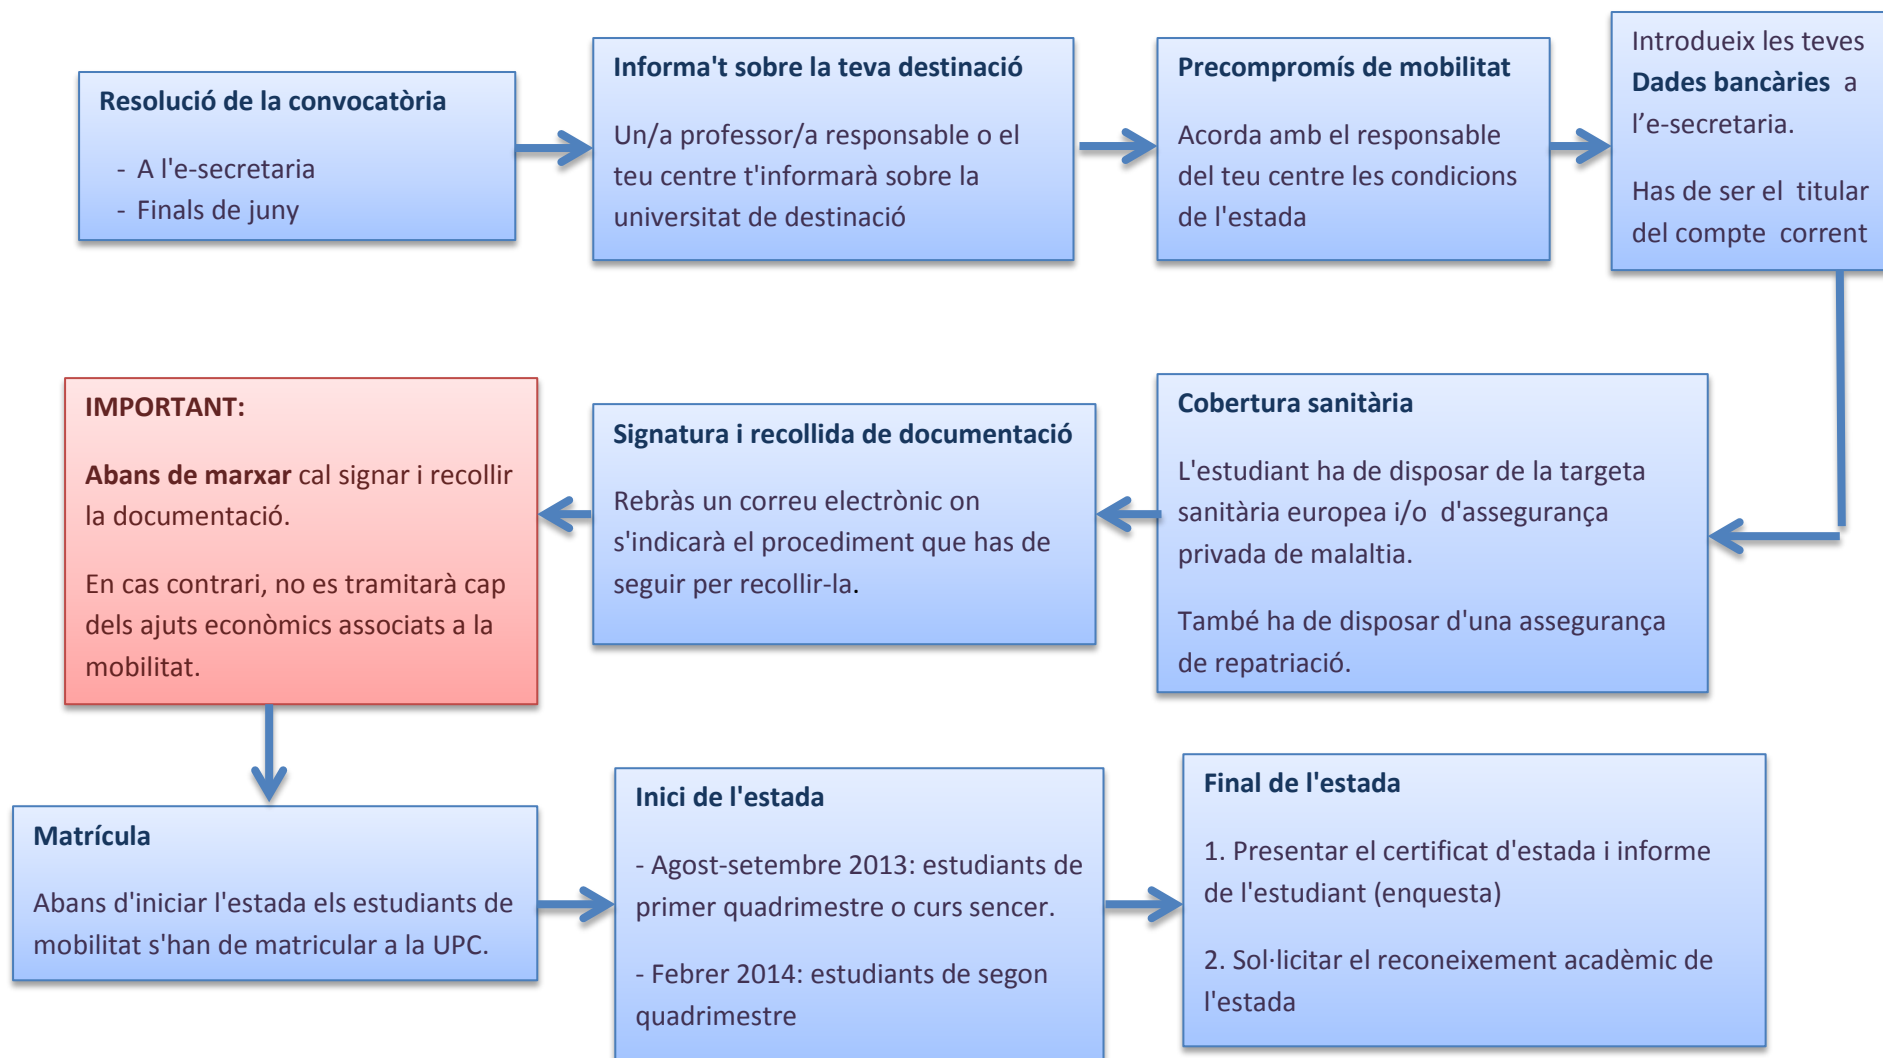 Resolució de la convocatòria
- A l'e-secretaria
- Finals de juny
Informa't sobre la teva destinació
Un/a professor/a responsable o el
teu centre t'informarà sobre la
universitat de destinació
Precompromís de mobilitat
Acorda amb el responsable
del teu centre les condicions
de l'estada
Introdueix les teves
Dades bancàries a
l’e-secretaria.
Has de ser el titular
del compte corrent
Cobertura sanitària
L'estudiant ha de disposar de la targeta
sanitària europea i/o d'assegurança
privada de malaltia.
També ha de disposar d'una assegurança
de repatriació.
Signatura i recollida de documentació
Rebràs un correu electrònic on
s'indicarà el procediment que has de
seguir per recollir-la.
IMPORTANT:
Abans de marxar cal signar i recollir
la documentació.
En cas contrari, no es tramitarà cap
dels ajuts econòmics associats a la
mobilitat.
Matrícula
Abans d'iniciar l'estada els estudiants de
mobilitat s'han de matricular a la UPC.
Inici de l'estada
- Agost-setembre 2013: estudiants de
primer quadrimestre o curs sencer.
- Febrer 2014: estudiants de segon
quadrimestre
Final de l'estada
1. Presentar el certificat d'estada i informe
de l'estudiant (enquesta)
2. Sol·licitar el reconeixement acadèmic de
l'estada